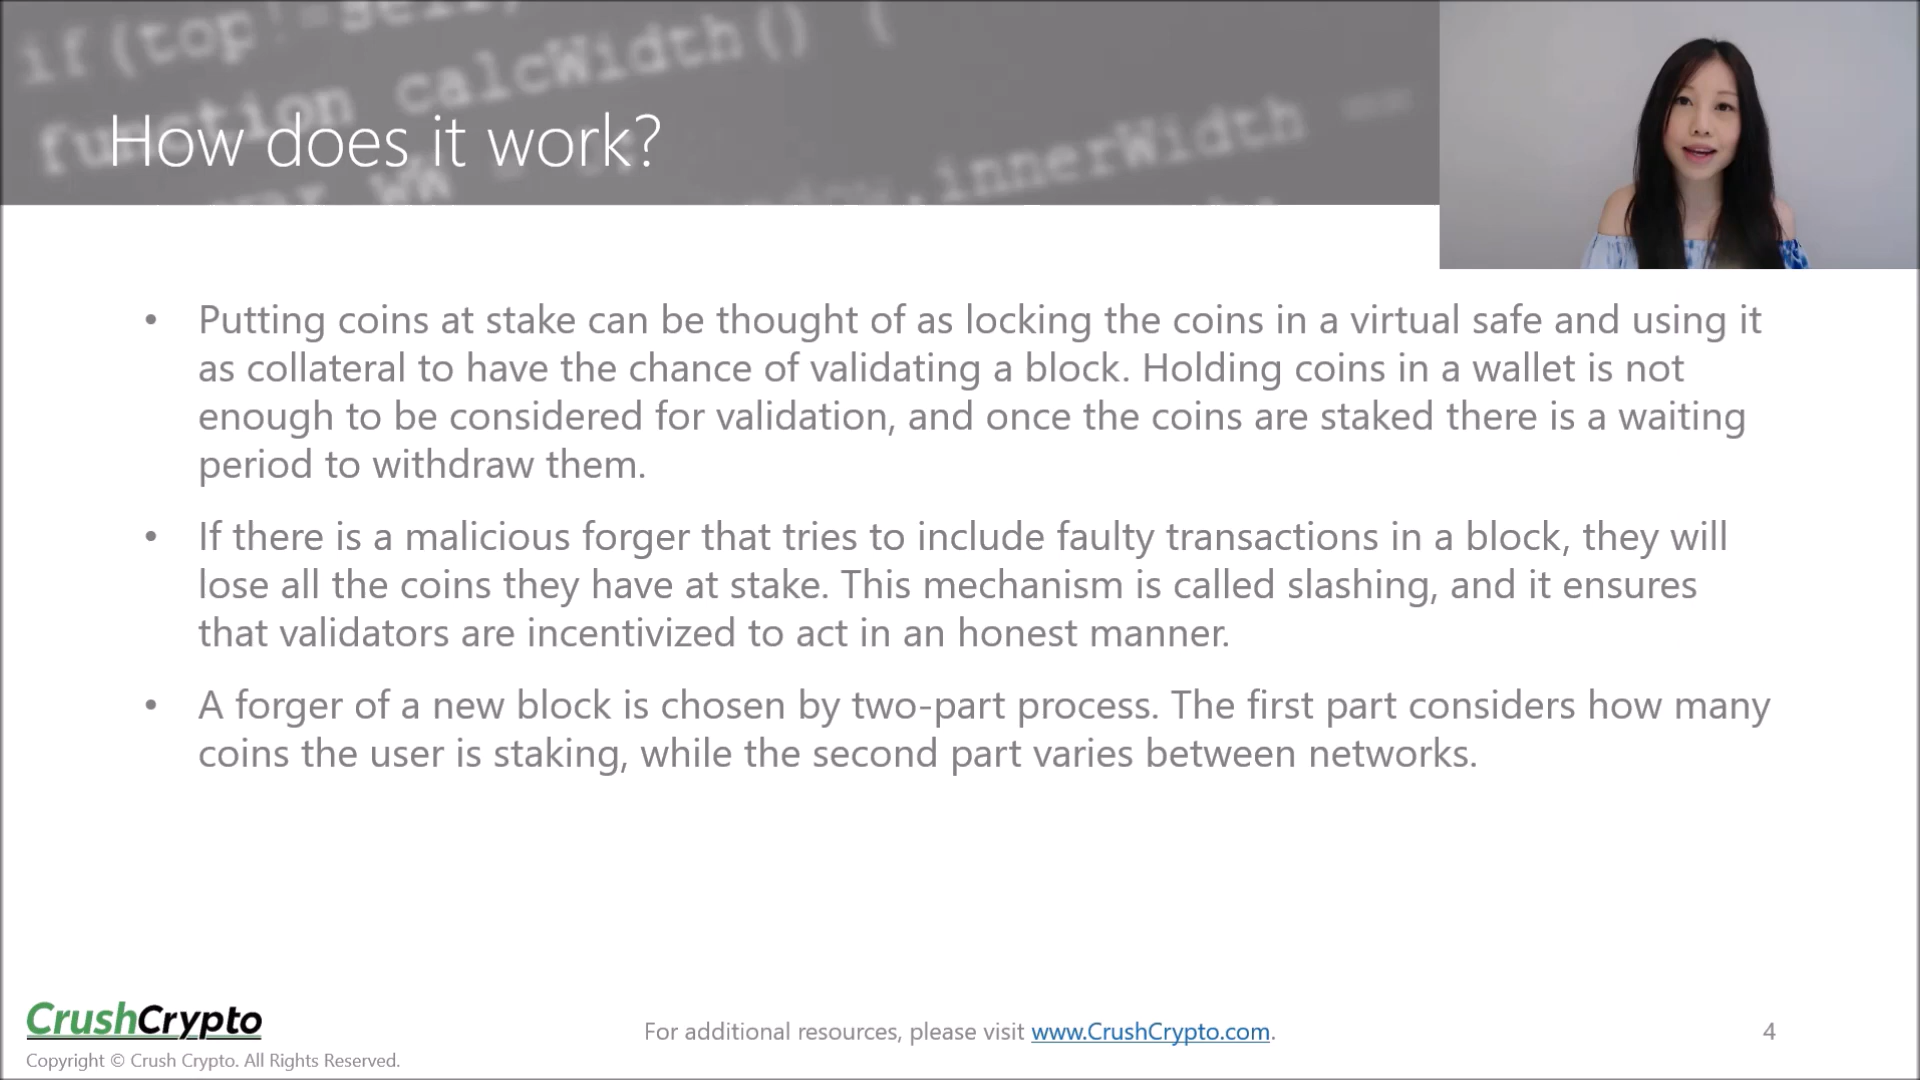 if(top!=self)
function calcWidth() {
innerWidth ==
How does it work?
• Putting coins at stake can be thought of as locking the coins in a virtual safe and using it
as collateral to have the chance of validating a block. Holding coins in a wallet is not
enough to be considered for validation, and once the coins are staked there is a waiting
period to withdraw them.
• If there is a malicious forger that tries to include faulty transactions in a block, they will
lose all the coins they have at stake. This mechanism is called slashing, and it ensures
that validators are incentivized to act in an honest manner.
• A forger of a new block is chosen by two-part process. The first part considers how many
coins the user is staking, while the second part varies between networks.
CrushCrypto
Copyright © Crush Crypto. All Rights Reserved.
For additional resources, please visit www.CrushCrypto.com.
4